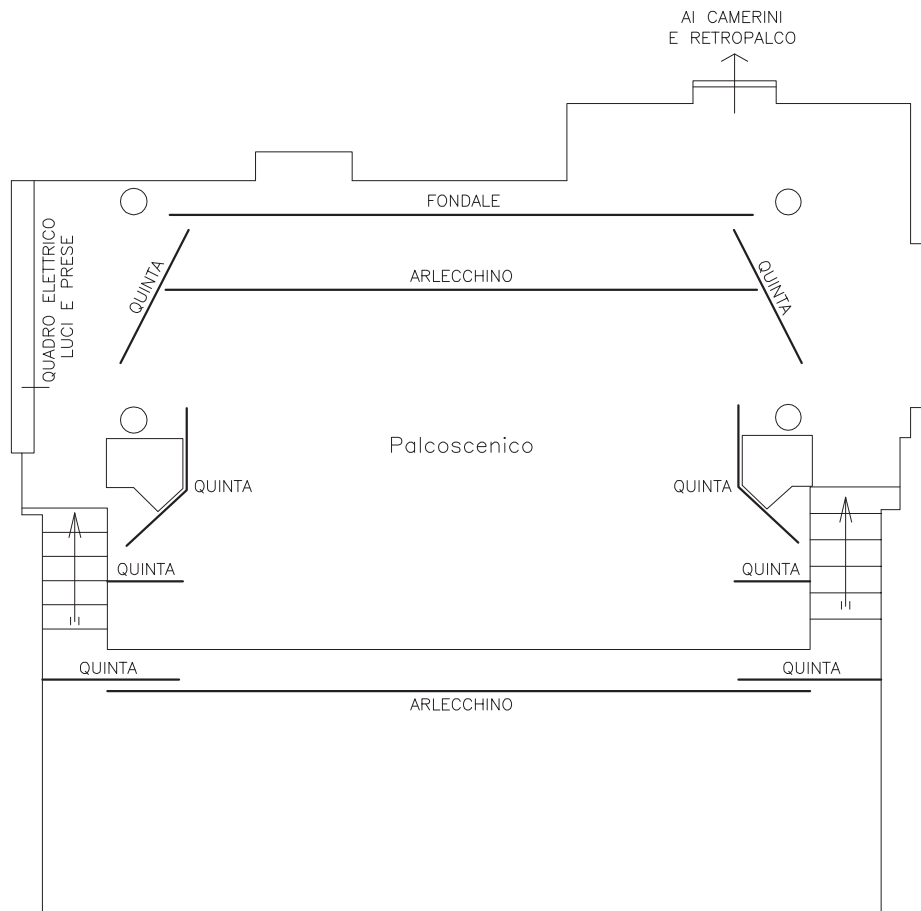 AI CAMERINI
E RETROPALCO
FONDALE
QUADRO ELETTRICO
LUCI E PRESE
QUINTA
ARLECCHINO
QUINTA
Palcoscenico
QUINTA
QUINTA
QUINTA
QUINTA
QUINTA
QUINTA
ARLECCHINO